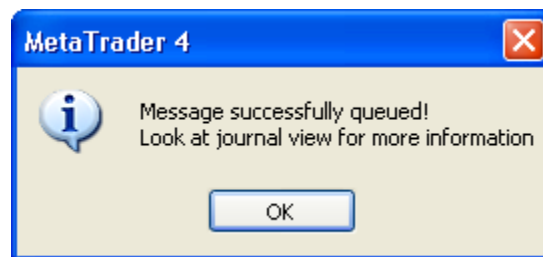 MetaTrader 4
Message successfully queued!
Look at journal view for more information
OK